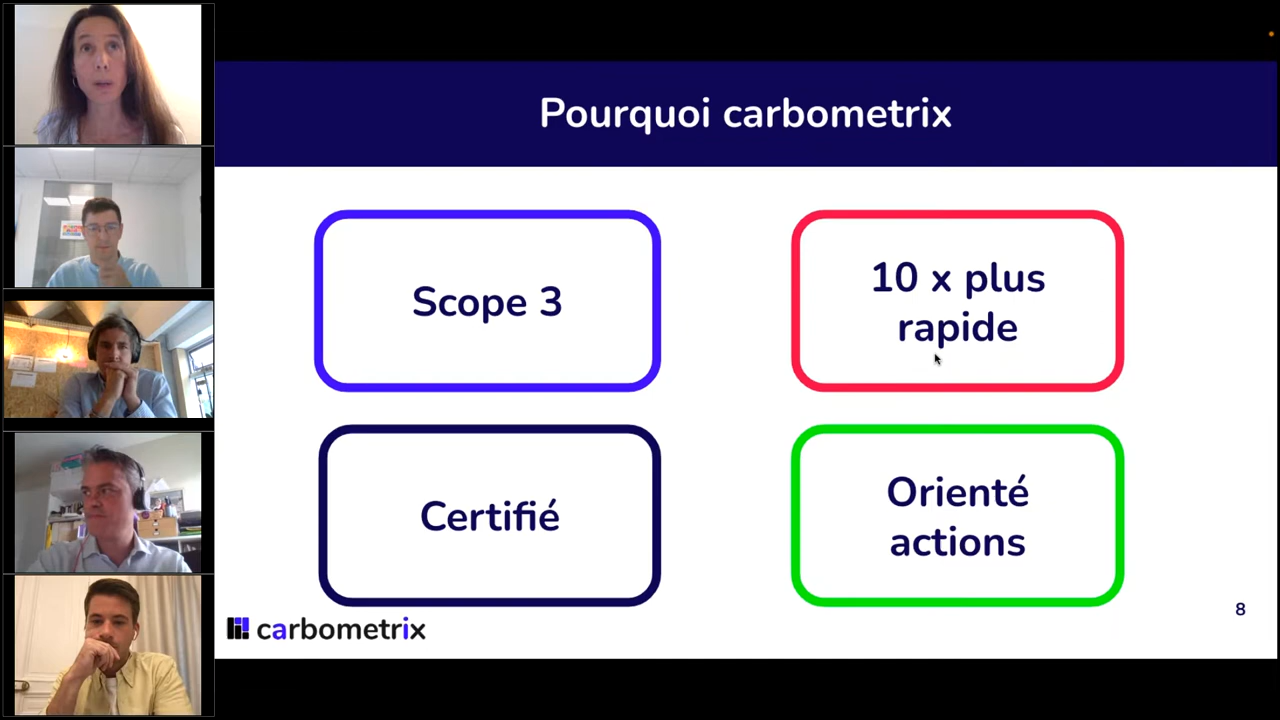 Pourquoi carbometrix
Scope 3
10 x plus
rapide
Certifié
Orienté
actions
carbometrix
8